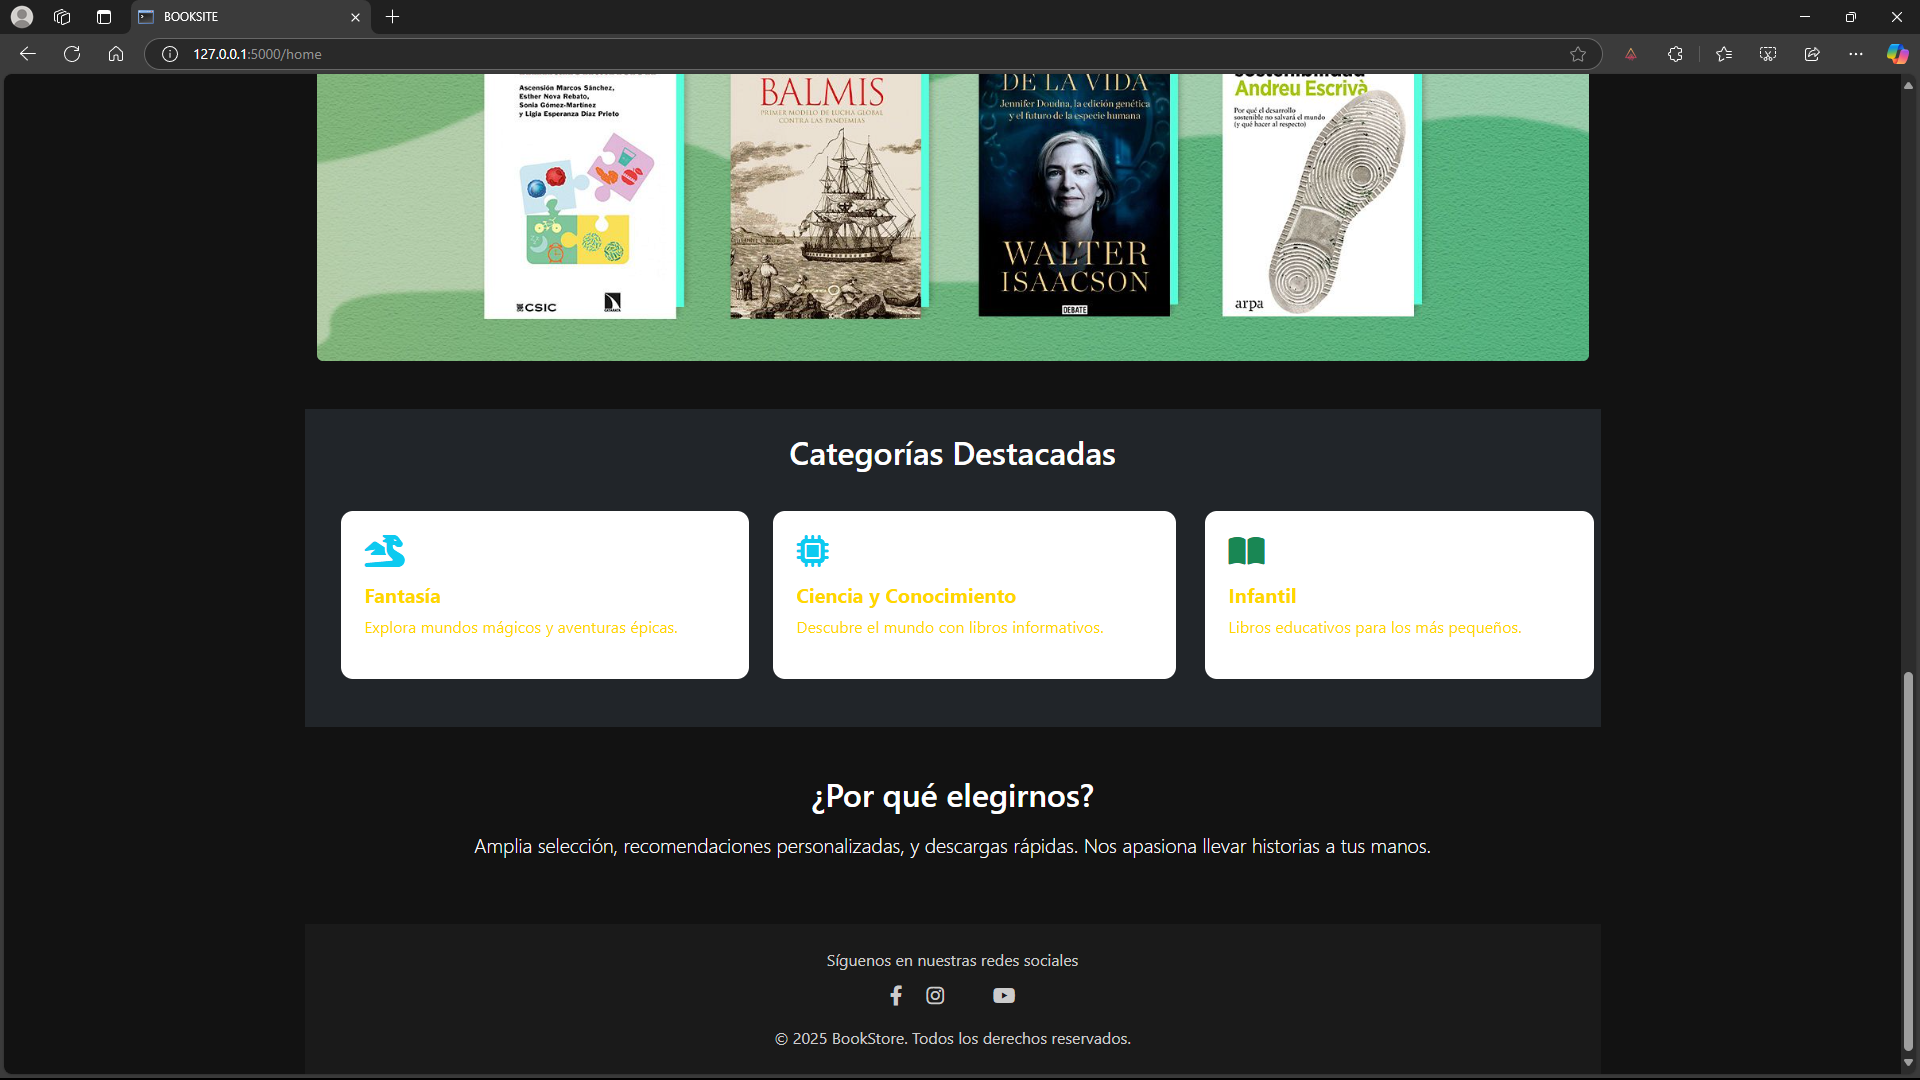 BOOKSITE
127.0.0.1:5000/home
Ascensión Marcos Sánchez,
Esther Nova Rebato,
Sonia Gómez-Martínez
y Ligia Esperanza Díaz Prieto
CSIC
CATARATA
BALMIS
PRIMER MODELO DE LUCHA GLOBAL
CONTRA LAS PANDEMIAS
DE LA VIDA
Jennifer Doudna, la edición genética
y el futuro de la especie humana
WALTER
ISAACSON
DEBATE
sostenibilidad
Andreu Escrivà
Por qué el desarrollo
sostenible no salvará el mundo
(y qué hacer al respecto)
arpa
Categorías Destacadas
Fantasía
Explora mundos mágicos y aventuras épicas.
Ciencia y Conocimiento
Descubre el mundo con libros informativos.
Infantil
Libros educativos para los más pequeños.
¿Por qué elegirnos?
Amplia selección, recomendaciones personalizadas, y descargas rápidas. Nos apasiona llevar historias a tus manos.
Síguenos en nuestras redes sociales
© 2025 BookStore. Todos los derechos reservados.